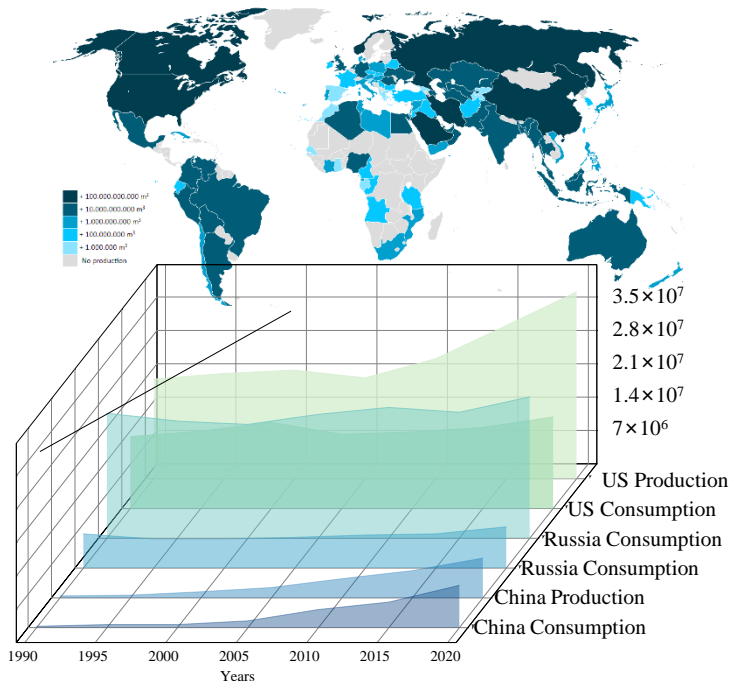 + 100.000.000.000 m³
+ 10.000.000.000 m³
+ 1.000.000.000 m³
+ 100.000.000 m³
+ 1.000.000 m³
No production
3.5×10⁷
2.8×10⁷
2.1×10⁷
1.4×10⁷
7×10⁶
US Production
US Consumption
Russia Consumption
Russia Consumption
China Production
China Consumption
1990 1995 2000 2005 2010 2015 2020
Years